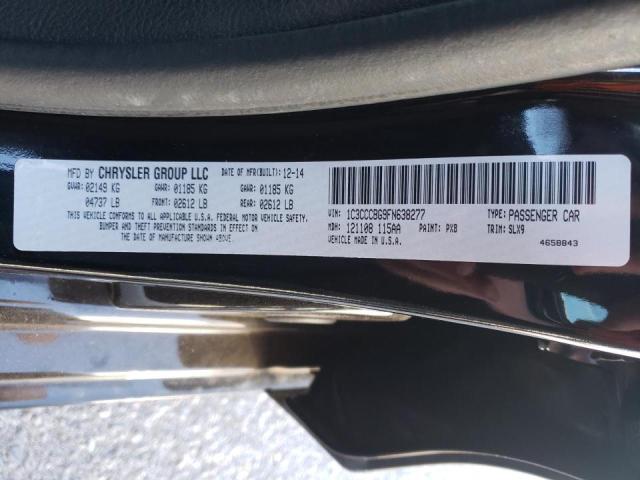 MFD BY CHRYSLER GROUP LLC DATE OF MFR(BUILT): 12-14
GVWR: 02149 KG GAWR: 01185 KG GAWR: 01185 KG
04737 LB FRONT: 02612 LB REAR: 02612 LB
THIS VEHICLE CONFORMS TO ALL APPLICABLE U.S.A. FEDERAL MOTOR VEHICLE SAFETY,
BUMPER AND THEFT PREVENTION STANDARDS IN EFFECT ON
THE DATE OF MANUFACTURE SHOWN ABOVE.
VIN: 1C3CCCBG9FN638277 TYPE: PASSENGER CAR
MDH: 121108 115AA PAINT: PX8 TRIM: SLX9
VEHICLE MADE IN U.S.A. 4658843